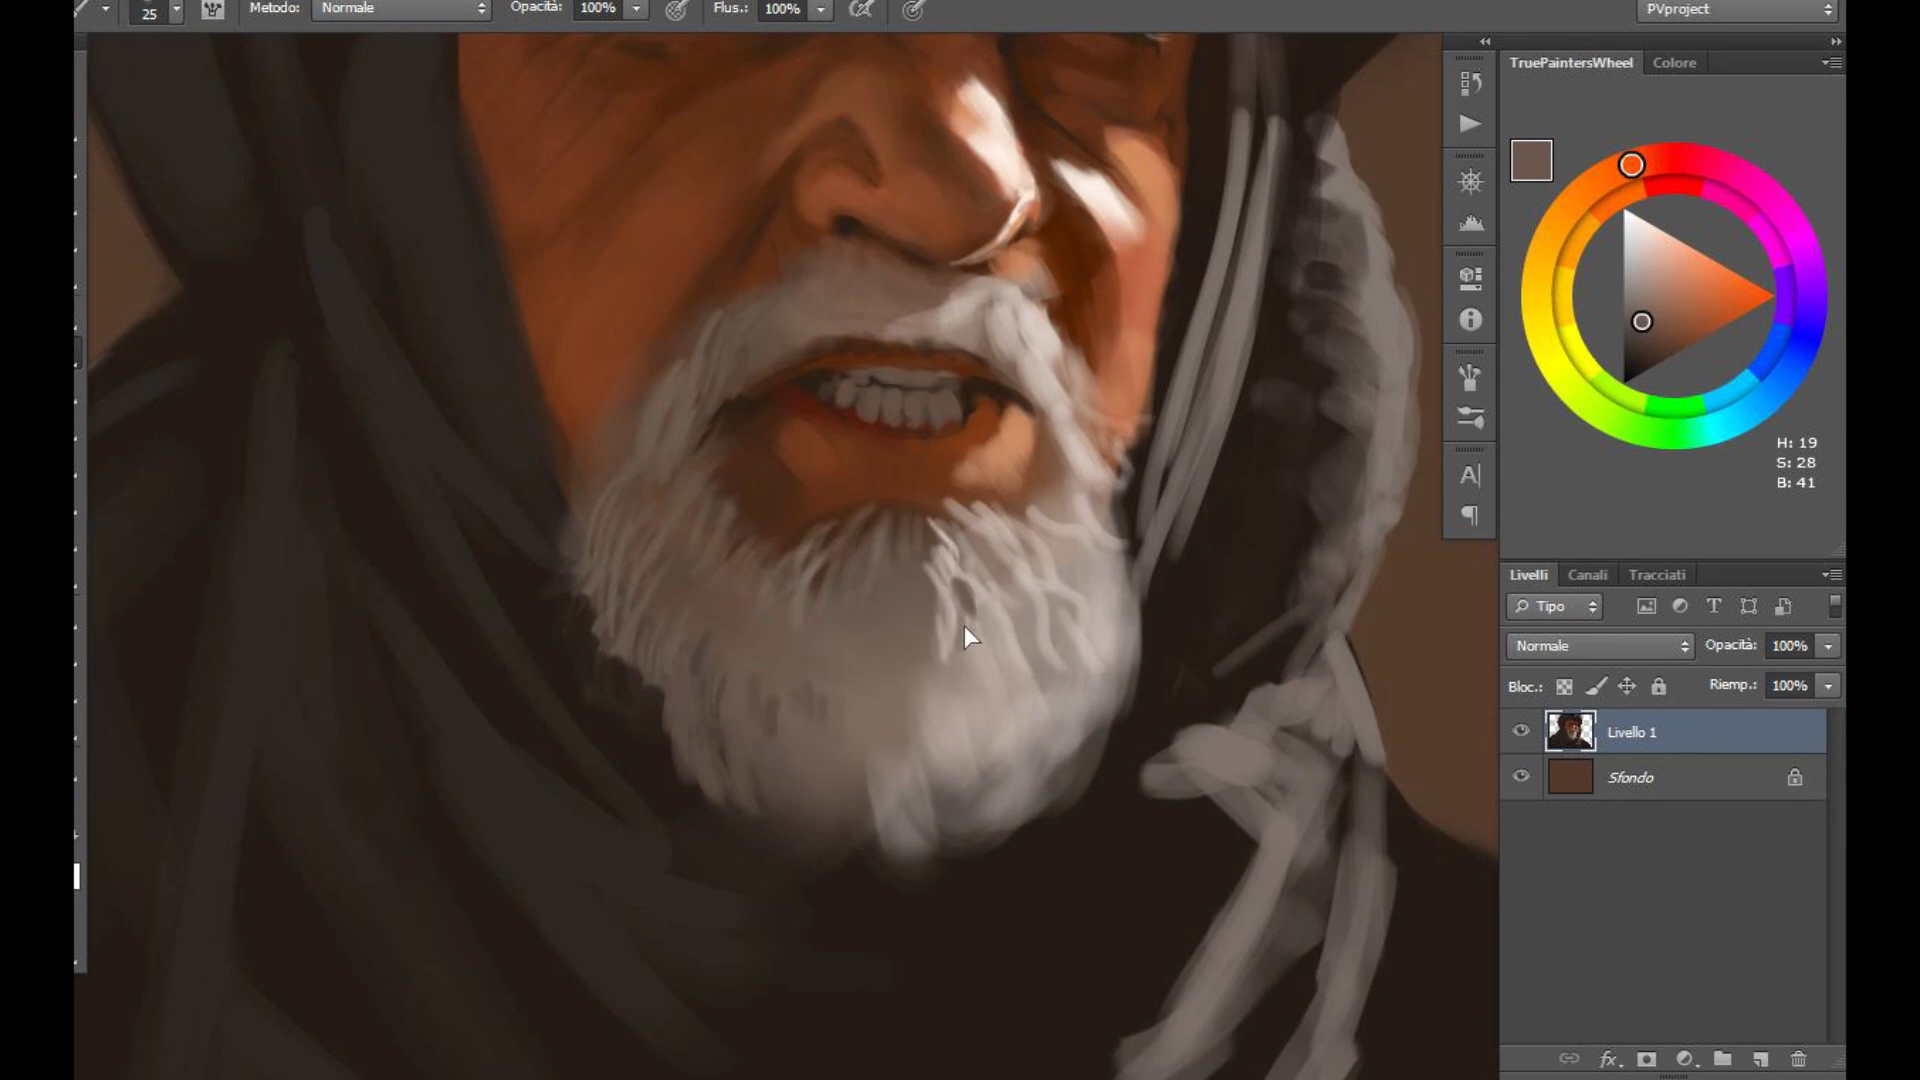 25 Metodo: Normale Opacità: 100% Flus.: 100% PVproject
TruePaintersWheel Colore
H: 19
S: 28
B: 41
Livelli Canali Tracciati
Tipo
Normale Opacità: 100%
Bloc.: Riemp.: 100%
Livello 1
Sfondo